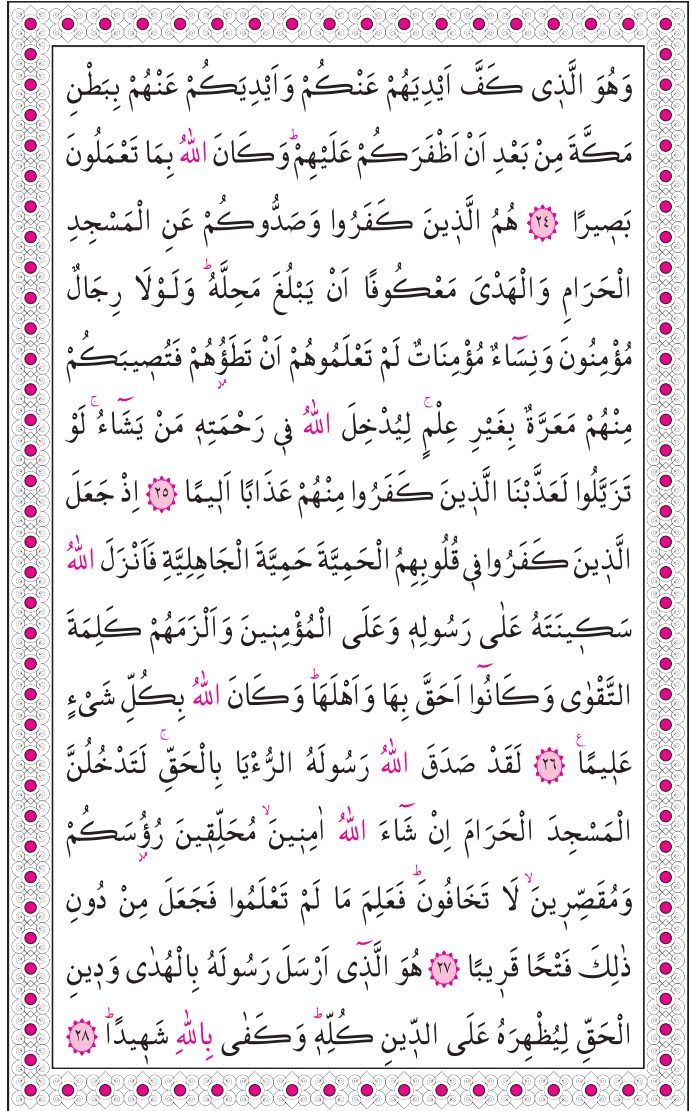 وَهُوَ الَّذٖى كَفَّ اَيْدِيَهُمْ عَنْكُمْ وَاَيْدِيَكُمْ عَنْهُمْ بِبَطْنِ
مَكَّةَ مِنْ بَعْدِ اَنْ اَظْفَرَكُمْ عَلَيْهِمْؕ وَكَانَ اللّٰهُ بِمَا تَعْمَلُونَ
بَصٖيرًا ﴿٢٤﴾ هُمُ الَّذٖينَ كَفَرُوا وَصَدُّوكُمْ عَنِ الْمَسْجِدِ
الْحَرَامِ وَالْهَدْىَ مَعْكُوفًا اَنْ يَبْلُغَ مَحِلَّهُؕ وَلَوْلَا رِجَالٌ
مُؤْمِنُونَ وَنِسَٓاءٌ مُؤْمِنَاتٌ لَمْ تَعْلَمُوهُمْ اَنْ تَطَؤُ۫هُمْ فَتُصٖيبَكُمْ
مِنْهُمْ مَعَرَّةٌ بِغَيْرِ عِلْمٍۚ لِيُدْخِلَ اللّٰهُ فٖى رَحْمَتِهٖ مَنْ يَشَٓاءُۚ لَوْ
تَزَيَّلُوا لَعَذَّبْنَا الَّذٖينَ كَفَرُوا مِنْهُمْ عَذَابًا اَلٖيمًا ﴿٢٥﴾ اِذْ جَعَلَ
الَّذٖينَ كَفَرُوا فٖى قُلُوبِهِمُ الْحَمِيَّةَ حَمِيَّةَ الْجَاهِلِيَّةِ فَاَنْزَلَ اللّٰهُ
سَكٖينَتَهُ عَلٰى رَسُولِهٖ وَعَلَى الْمُؤْمِنٖينَ وَاَلْزَمَهُمْ كَلِمَةَ
التَّقْوٰى وَكَانُٓوا اَحَقَّ بِهَا وَاَهْلَهَاؕ وَكَانَ اللّٰهُ بِكُلِّ شَىْءٍ
عَلٖيمًاࣖ ﴿٢٦﴾ لَقَدْ صَدَقَ اللّٰهُ رَسُولَهُ الرُّءْيَا بِالْحَقِّۚ لَتَدْخُلُنَّ
الْمَسْجِدَ الْحَرَامَ اِنْ شَٓاءَ اللّٰهُ اٰمِنٖينَۙ مُحَلِّقٖينَ رُؤُ۫سَكُمْ
وَمُقَصِّرٖينَۙ لَا تَخَافُونَؕ فَعَلِمَ مَا لَمْ تَعْلَمُوا فَجَعَلَ مِنْ دُونِ
ذٰلِكَ فَتْحًا قَرٖيبًا ﴿٢٧﴾ هُوَ الَّذٖٓى اَرْسَلَ رَسُولَهُ بِالْهُدٰى وَدٖينِ
الْحَقِّ لِيُظْهِرَهُ عَلَى الدّٖينِ كُلِّهٖؕ وَكَفٰى بِاللّٰهِ شَهٖيدًاؕ ﴿٢٨﴾